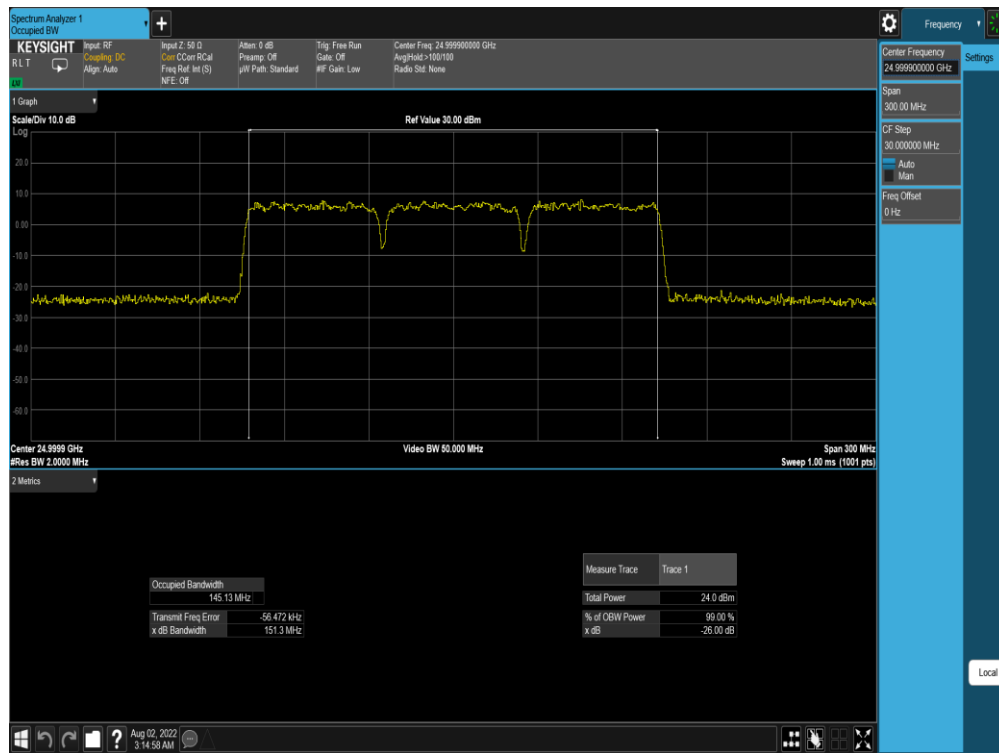 Spectrum Analyzer 1
Occupied BW
+
Frequency
KEYSIGHT
RLT
LXI
Input: RF
Coupling: DC
Align: Auto
Input Z: 50 Ω
Corr CCorr RCal
Freq Ref: Int (S)
NFE: Off
Atten: 0 dB
Preamp: Off
µW Path: Standard
Trig: Free Run
Gate: Off
#IF Gain: Low
Center Freq: 24.999900000 GHz
Avg|Hold:>100/100
Radio Std: None
Center Frequency
24.999900000 GHz
Settings
Span
300.00 MHz
CF Step
30.000000 MHz
Auto
Man
Freq Offset
0 Hz
1 Graph
Scale/Div 10.0 dB
Ref Value 30.00 dBm
Log
20.0
10.0
0.00
-10.0
-20.0
-30.0
-40.0
-50.0
-60.0
Center 24.9999 GHz
Video BW 50.000 MHz
Span 300 MHz
#Res BW 2.0000 MHz
Sweep 1.00 ms (1001 pts)
2 Metrics
Measure Trace Trace 1
Occupied Bandwidth
145.13 MHz
Total Power 24.0 dBm
Transmit Freq Error -56.472 kHz
% of OBW Power 99.00 %
x dB Bandwidth 151.3 MHz
x dB -26.00 dB
Local
?
Aug 02, 2022
3:14:58 AM